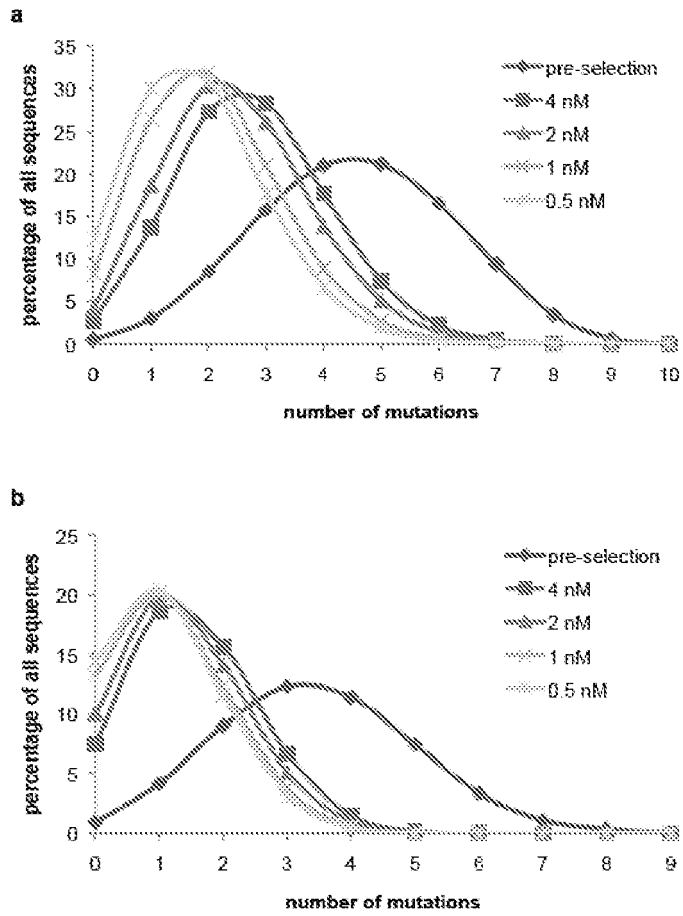 a
percentage of all sequences
35
30
25
20
15
10
5
0
0 1 2 3 4 5 6 7 8 9 10
number of mutations
pre-selection
4 nM
2 nM
1 nM
0.5 nM
b
percentage of all sequences
25
20
15
10
5
0
0 1 2 3 4 5 6 7 8 9
number of mutations
pre-selection
4 nM
2 nM
1 nM
0.5 nM